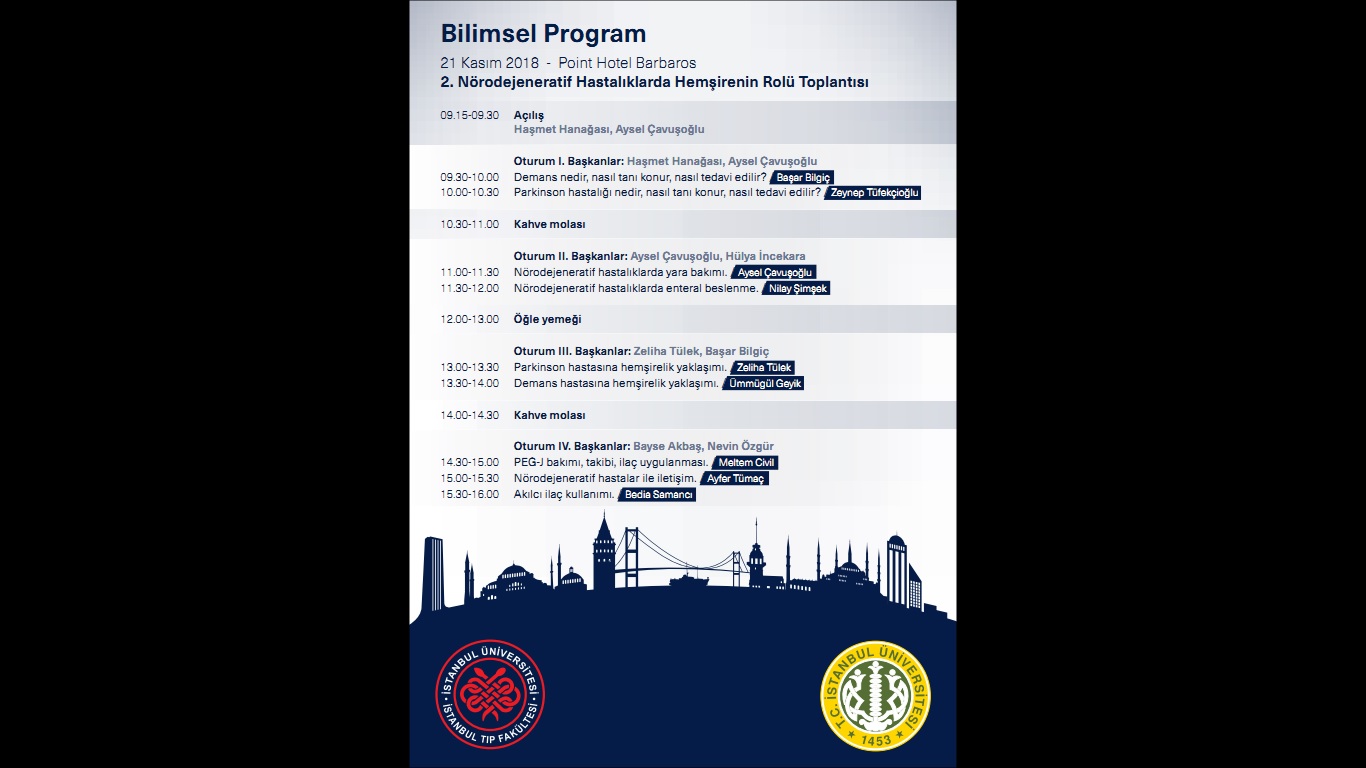 Bilimsel Program
21 Kasım 2018 - Point Hotel Barbaros
2. Nörodejeneratif Hastalıklarda Hemşirenin Rolü Toplantısı
09.15-09.30 Açılış
Haşmet Hanağası, Aysel Çavuşoğlu
Oturum I. Başkanlar: Haşmet Hanağası, Aysel Çavuşoğlu
09.30-10.00 Demans nedir, nasıl tanı konur, nasıl tedavi edilir? Başar Bilgiç
10.00-10.30 Parkinson hastalığı nedir, nasıl tanı konur, nasıl tedavi edilir? Zeynep Tüfekçioğlu
10.30-11.00 Kahve molası
Oturum II. Başkanlar: Aysel Çavuşoğlu, Hülya İncekara
11.00-11.30 Nörodejeneratif hastalıklarda yara bakımı. Aysel Çavuşoğlu
11.30-12.00 Nörodejeneratif hastalıklarda enteral beslenme. Nilay Şimşek
12.00-13.00 Öğle yemeği
Oturum III. Başkanlar: Zeliha Tülek, Başar Bilgiç
13.00-13.30 Parkinson hastasına hemşirelik yaklaşımı. Zeliha Tülek
13.30-14.00 Demans hastasına hemşirelik yaklaşımı. Ümmügül Geyik
14.00-14.30 Kahve molası
Oturum IV. Başkanlar: Bayse Akbaş, Nevin Özgür
14.30-15.00 PEG-J bakımı, takibi, ilaç uygulanması. Meltem Civil
15.00-15.30 Nörodejeneratif hastalar ile iletişim. Ayfer Tümaç
15.30-16.00 Akılcı ilaç kullanımı. Bedia Samancı
İSTANBUL ÜNİVERSİTESİ
İSTANBUL TIP FAKÜLTESİ
T.C. İSTANBUL ÜNİVERSİTESİ
1453